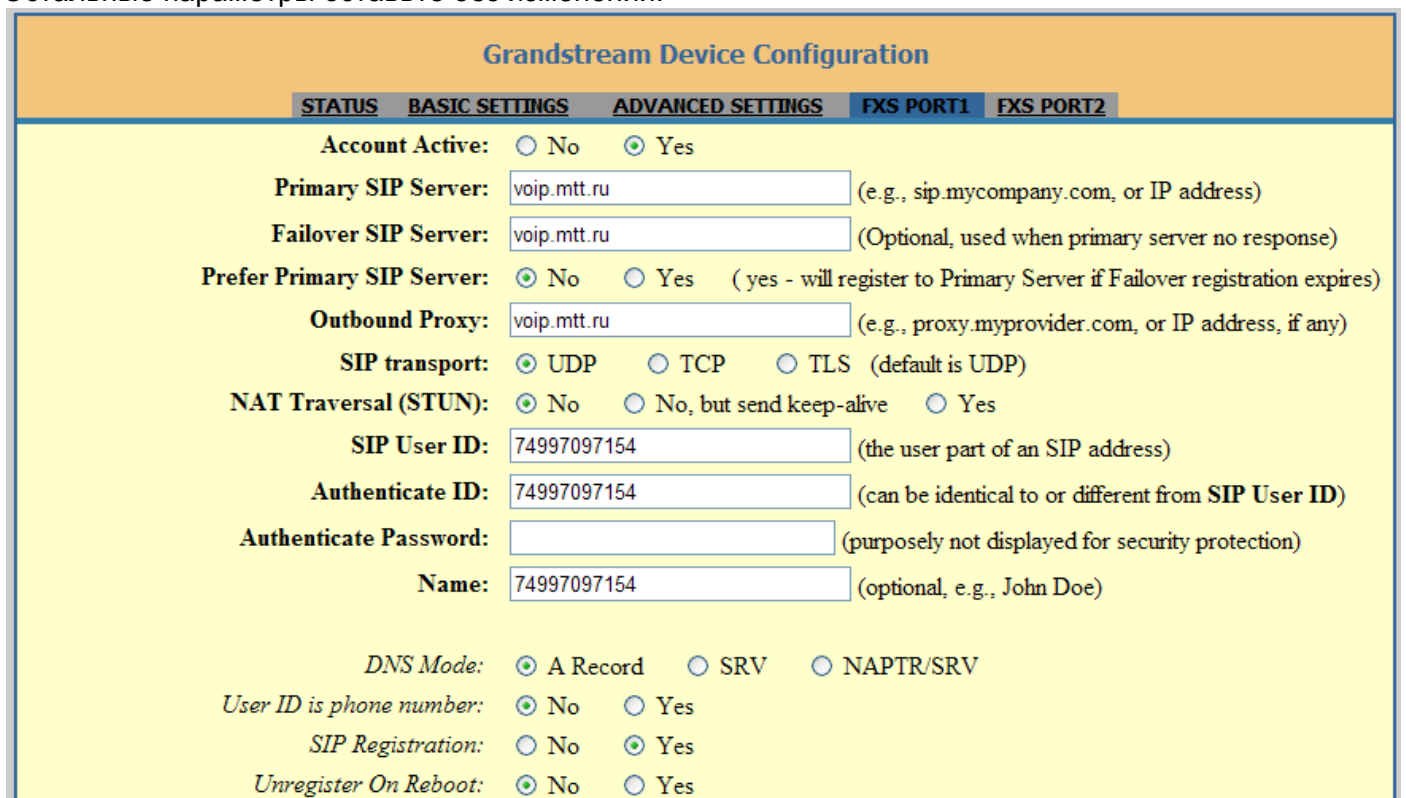 Остальные параметры оставьте без изменений.
Grandstream Device Configuration
STATUS BASIC SETTINGS ADVANCED SETTINGS FXS PORT1 FXS PORT2
Account Active: No Yes
Primary SIP Server: voip.mtt.ru (e.g., sip.mycompany.com, or IP address)
Failover SIP Server: voip.mtt.ru (Optional, used when primary server no response)
Prefer Primary SIP Server: No Yes ( yes - will register to Primary Server if Failover registration expires)
Outbound Proxy: voip.mtt.ru (e.g., proxy.myprovider.com, or IP address, if any)
SIP transport: UDP TCP TLS (default is UDP)
NAT Traversal (STUN): No No, but send keep-alive Yes
SIP User ID: 74997097154 (the user part of an SIP address)
Authenticate ID: 74997097154 (can be identical to or different from SIP User ID)
Authenticate Password: (purposely not displayed for security protection)
Name: 74997097154 (optional, e.g., John Doe)
DNS Mode: A Record SRV NAPTR/SRV
User ID is phone number: No Yes
SIP Registration: No Yes
Unregister On Reboot: No Yes